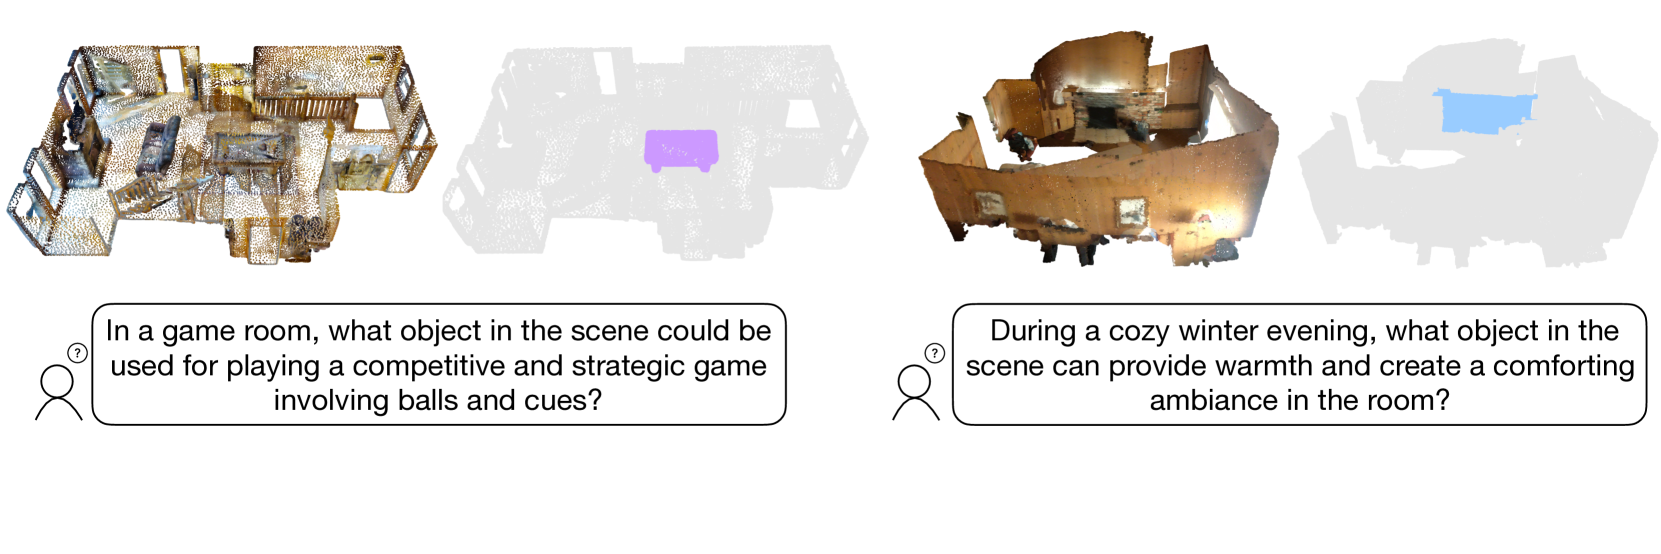 In a game room, what object in the scene could be
used for playing a competitive and strategic game
involving balls and cues?
?
During a cozy winter evening, what object in the
scene can provide warmth and create a comforting
ambiance in the room?
?